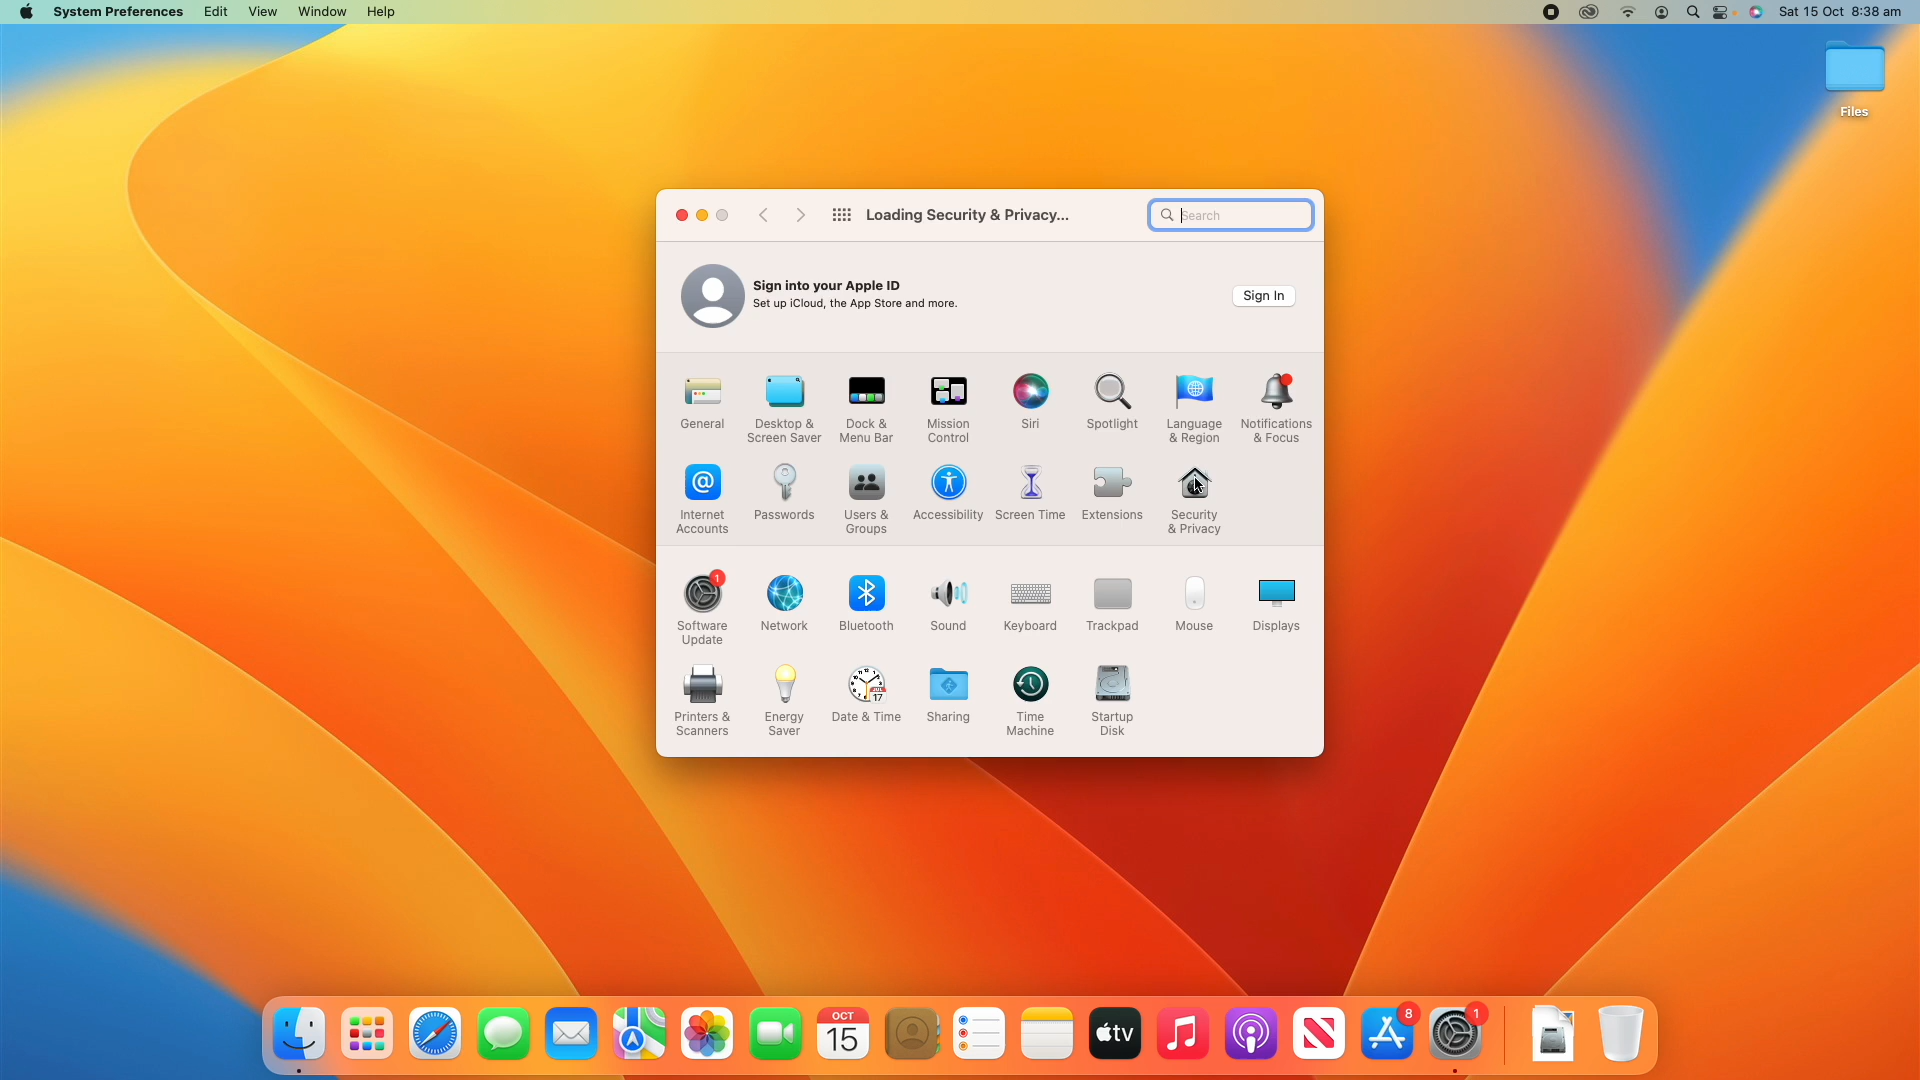 System Preferences Edit View Window Help
Sat 15 Oct 8:38 am
Files
Loading Security & Privacy...
Search
Sign into your Apple ID
Set up iCloud, the App Store and more.
Sign In
General
Desktop &
Screen Saver
Dock &
Menu Bar
Mission
Control
Siri
Spotlight
Language
& Region
Notifications
& Focus
Internet
Accounts
Passwords
Users &
Groups
Accessibility
Screen Time
Extensions
Security
& Privacy
1
Software
Update
Network
Bluetooth
Sound
Keyboard
Trackpad
Mouse
Displays
Printers &
Scanners
Energy
Saver
JUL
17
Date & Time
Sharing
Time
Machine
Startup
Disk
OCT
15
tv
8
1